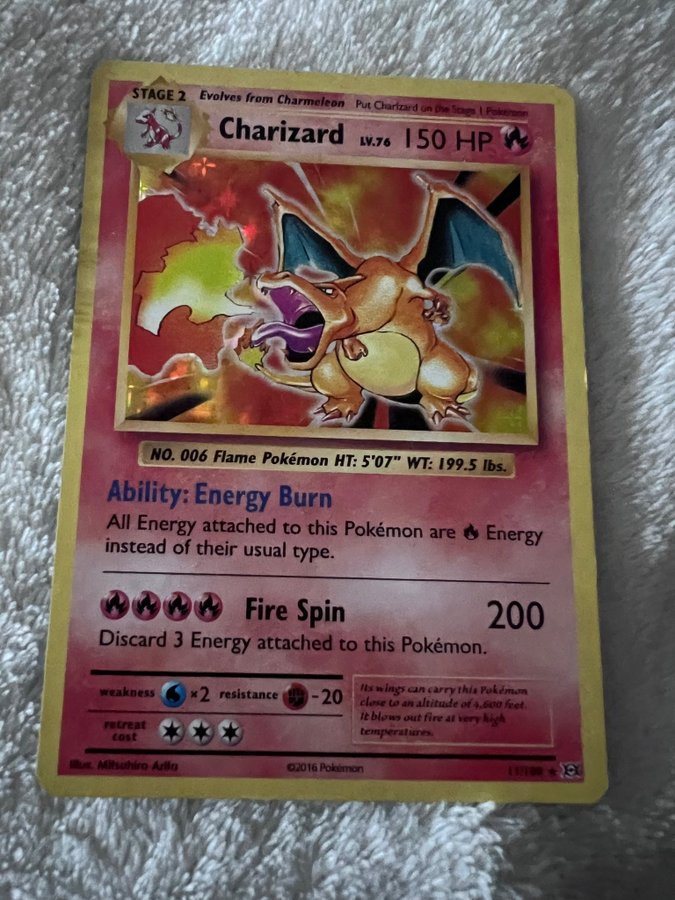 STAGE 2 Evolves from Charmeleon Put Charizard on the Stage 1 Pokémon
Charizard LV.76 150 HP
NO. 006 Flame Pokémon HT: 5'07" WT: 199.5 lbs.
Ability: Energy Burn
All Energy attached to this Pokémon are Energy
instead of their usual type.
Fire Spin 200
Discard 3 Energy attached to this Pokémon.
weakness ×2 resistance -20
retreat
cost
Its wings can carry this Pokémon
close to an altitude of 4,600 feet.
It blows out fire at very high
temperatures.
Illus. Mitsuhiro Arita
©2016 Pokémon